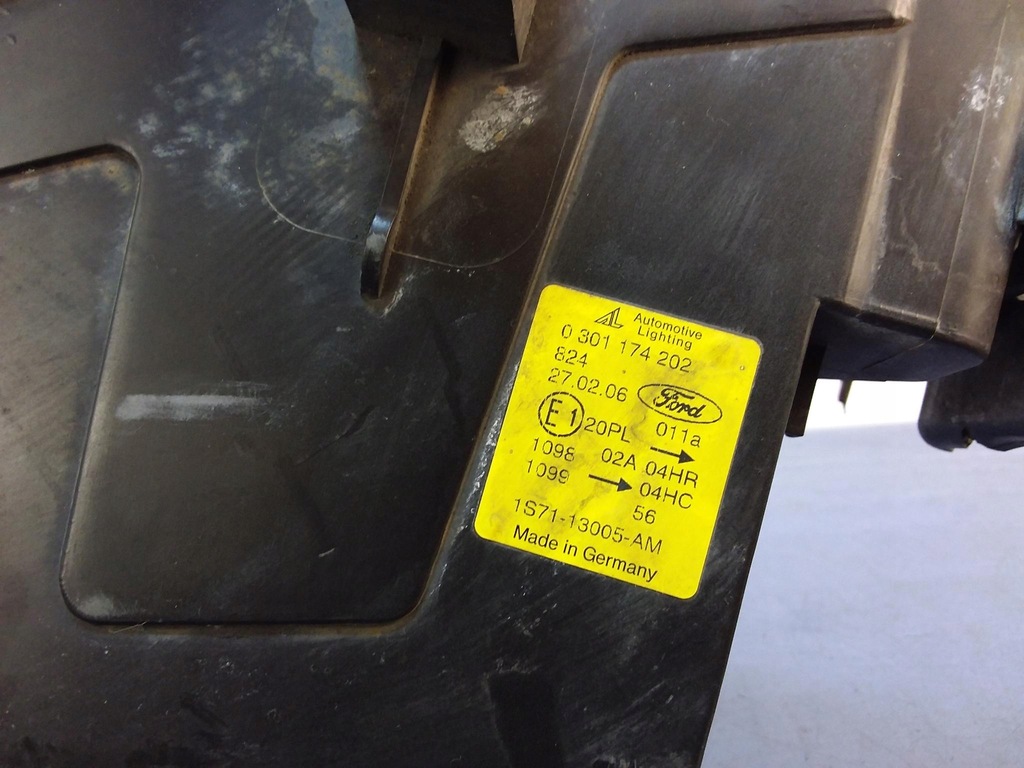 AL Automotive Lighting
0 301 174 202
824
27.02.06 Ford
E1 20PL 011a
1098 02A 04HR
1099 04HC
56
1S71-13005-AM
Made in Germany